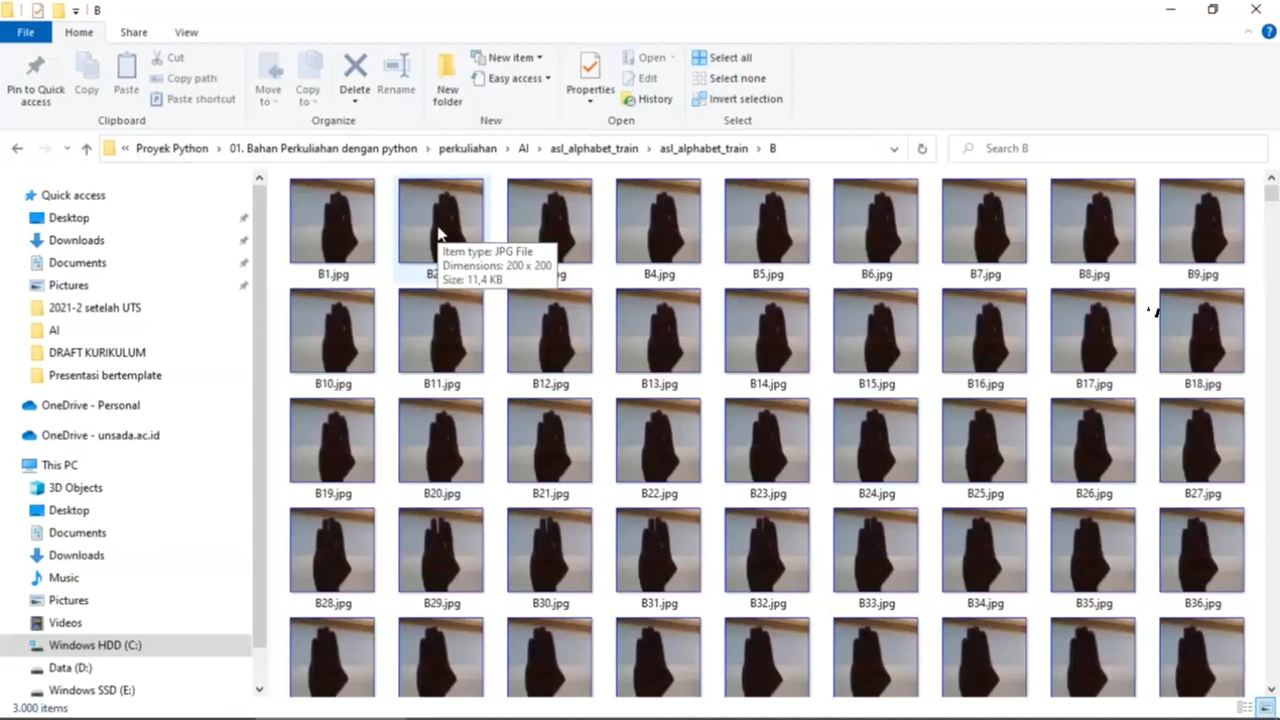 B
File Home Share View
Pin to Quick access
Copy
Paste
Cut
Copy path
Paste shortcut
Clipboard
Move to
Copy to
Delete
Rename
Organize
New folder
New item
Easy access
New
Properties
Open
Edit
History
Open
Select all
Select none
Invert selection
Select
« Proyek Python › 01. Bahan Perkuliahan dengan python › perkuliahan › AI › asl_alphabet_train › asl_alphabet_train › B
Search B
Quick access
Desktop
Downloads
Documents
Pictures
2021-2 setelah UTS
AI
DRAFT KURIKULUM
Presentasi bertemplate
OneDrive - Personal
OneDrive - unsada.ac.id
This PC
3D Objects
Desktop
Documents
Downloads
Music
Pictures
Videos
Windows HDD (C:)
Data (D:)
Windows SSD (E:)
Item type: JPG File
Dimensions: 200 x 200
Size: 11,4 KB
B1.jpg B4.jpg B5.jpg B6.jpg B7.jpg B8.jpg B9.jpg
B10.jpg B11.jpg B12.jpg B13.jpg B14.jpg B15.jpg B16.jpg B17.jpg B18.jpg
B19.jpg B20.jpg B21.jpg B22.jpg B23.jpg B24.jpg B25.jpg B26.jpg B27.jpg
B28.jpg B29.jpg B30.jpg B31.jpg B32.jpg B33.jpg B34.jpg B35.jpg B36.jpg
3.000 items